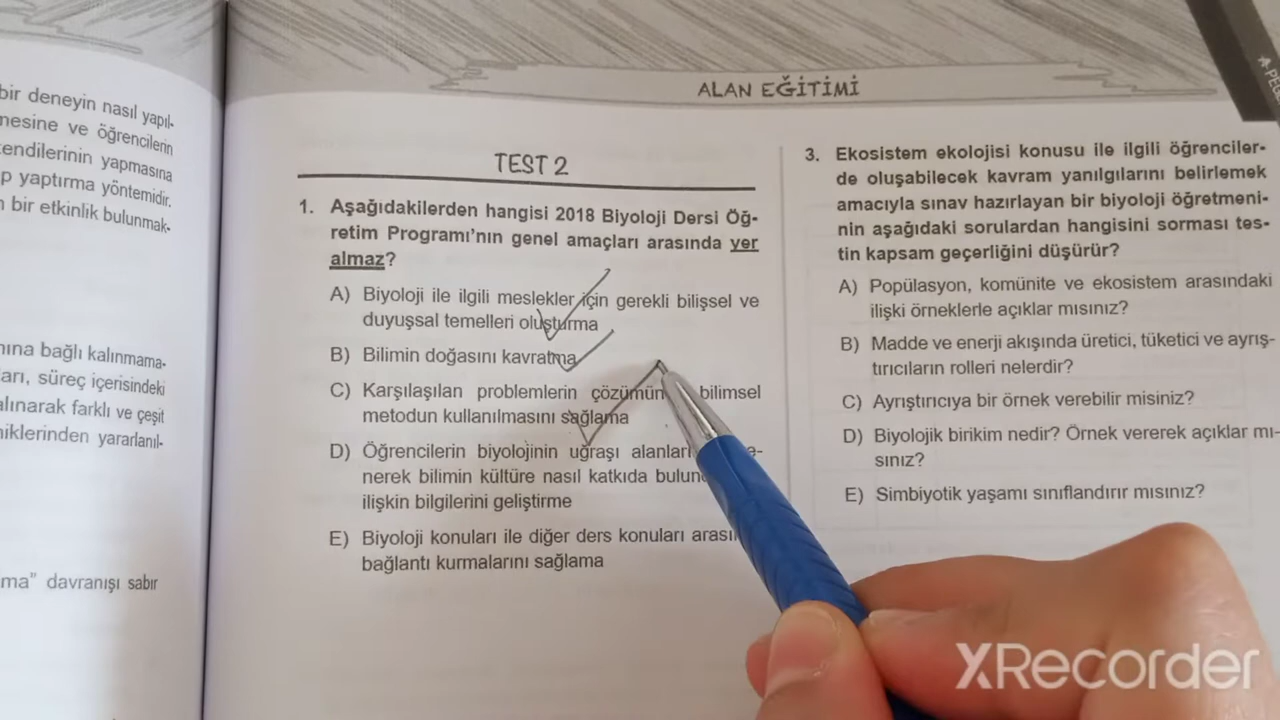 bir deneyin nasıl yapıl-
mesine ve öğrencilerin
kendilerinin yapmasına
p yaptırma yöntemidir.
bir etkinlik bulunmak-
bağlı kalınmama-
süreç içerisindeki
alınarak farklı ve çeşit
yararlanıl-
davranışı sabır
ALAN EĞİTİMİ
TEST 2
1. Aşağıdakilerden hangisi 2018 Biyoloji Dersi Öğ-
retim Programı'nın genel amaçları arasında yer
almaz?
A) Biyoloji ile ilgili meslekler için gerekli bilişsel ve
duyuşsal temelleri oluşturma
B) Bilimin doğasını kavratma
C) Karşılaşılan problemlerin çözümün bilimsel
metodun kullanılmasını sağlama
D) Öğrencilerin biyolojinin uğraşı alanları
nerek bilimin kültüre nasıl katkıda
ilişkin bilgilerini geliştirme
E) Biyoloji konuları ile diğer ders konuları
bağlantı kurmalarını sağlama
3. Ekosistem ekolojisi konusu ile ilgili öğrenciler-
de oluşabilecek kavram yanılgılarını belirlemek
amacıyla sınav hazırlayan bir biyoloji öğretmeni-
nin aşağıdaki sorulardan hangisini sorması tes-
tin kapsam geçerliğini düşürür?
A) Popülasyon, komünite ve ekosistem arasındaki
ilişki örneklerle açıklar mısınız?
B) Madde ve enerji akışında üretici, tüketici ve ayrış-
tırıcıların rolleri nelerdir?
C) Ayrıştırıcıya bir örnek verebilir misiniz?
D) Biyolojik birikim nedir? Örnek vererek açıklar mı-
sınız?
E) Simbiyotik yaşamı sınıflandırır mısınız?
XRecorder